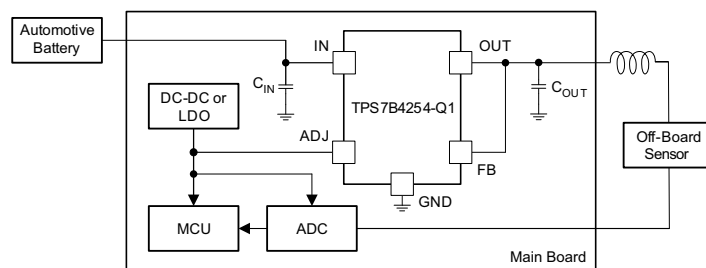 Automotive
Battery
IN
OUT
C_IN
C_OUT
DC-DC or
LDO
TPS7B4254-Q1
ADJ
FB
Off-Board
Sensor
GND
MCU
ADC
Main Board